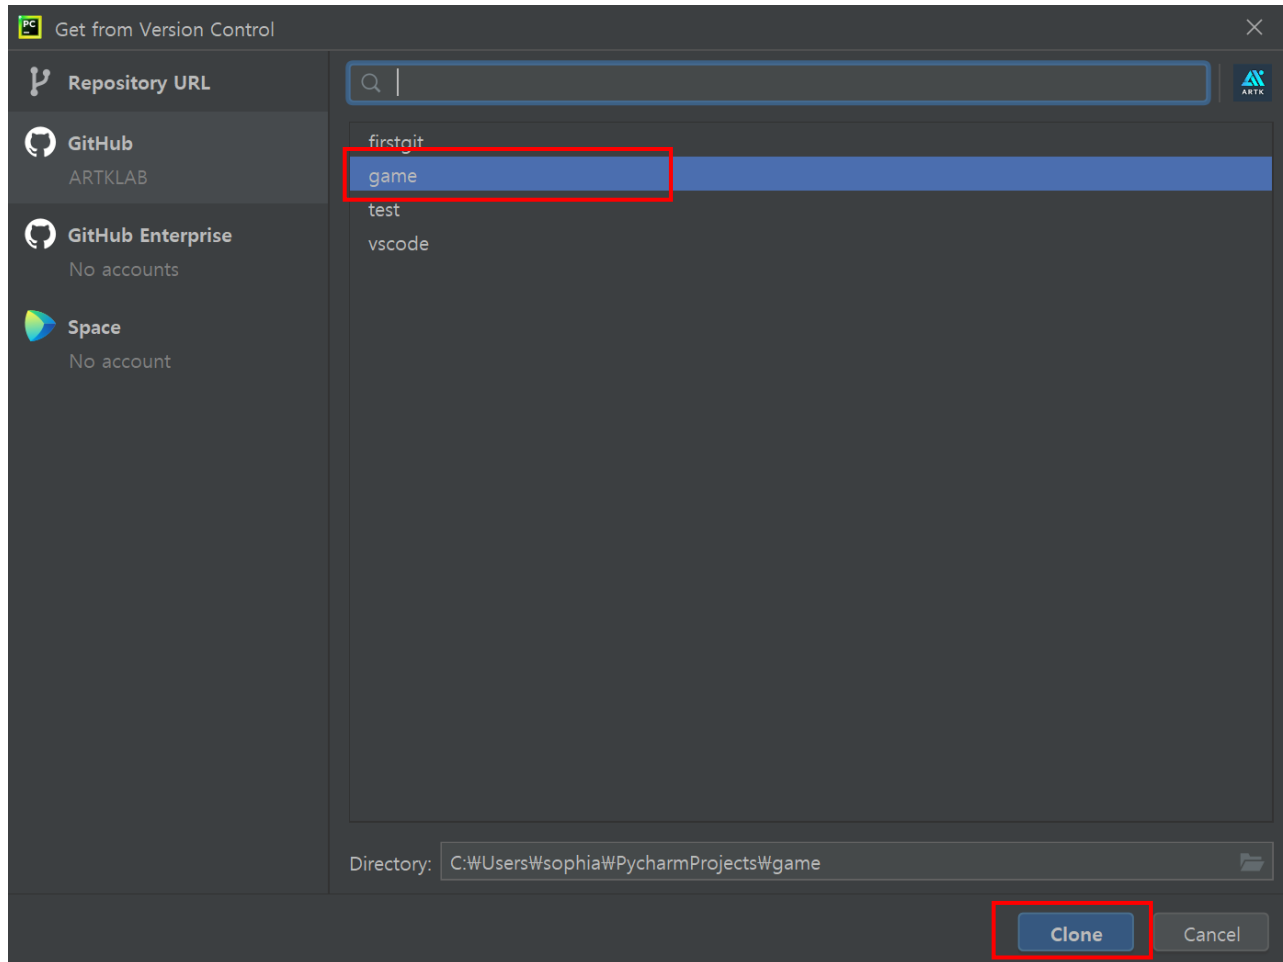 PC
Get from Version Control
Repository URL
ARTK
GitHub
ARTKLAB
GitHub Enterprise
No accounts
Space
No account
firstgit
game
test
vscode
Directory:
C:₩Users₩sophia₩PycharmProjects₩game
Clone
Cancel